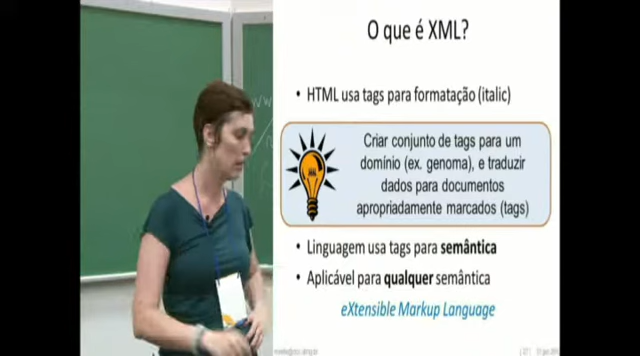 O que é XML?
• HTML usa tags para formatação (italic)
Criar conjunto de tags para um
domínio (ex. genoma), e traduzir
dados para documentos
apropriadamente marcados (tags)
• Linguagem usa tags para semântica
• Aplicável para qualquer semântica
eXtensible Markup Language